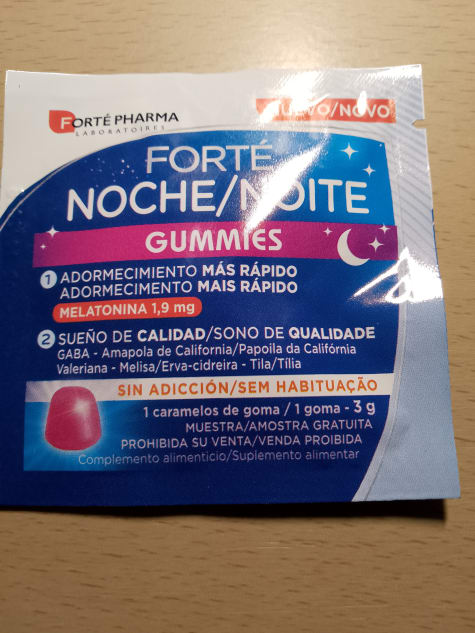 FORTÉ PHARMA
LABORATOIRES
NUEVO/NOVO
FORTÉ
NOCHE/NOITE
GUMMIES
1 ADORMECIMIENTO MÁS RÁPIDO
ADORMECIMENTO MAIS RÁPIDO
MELATONINA 1,9 mg
2 SUEÑO DE CALIDAD/SONO DE QUALIDADE
GABA - Amapola de California/Papoila da Califórnia
Valeriana - Melisa/Erva-cidreira - Tila/Tília
SIN ADICCIÓN/SEM HABITUAÇÃO
1 caramelos de goma / 1 goma - 3 g
MUESTRA/AMOSTRA GRATUITA
PROHIBIDA SU VENTA/VENDA PROIBIDA
Complemento alimenticio/Suplemento alimentar